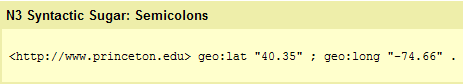 N3 Syntactic Sugar: Semicolons
<http://www.princeton.edu> geo:lat "40.35" ; geo:long "-74.66" .